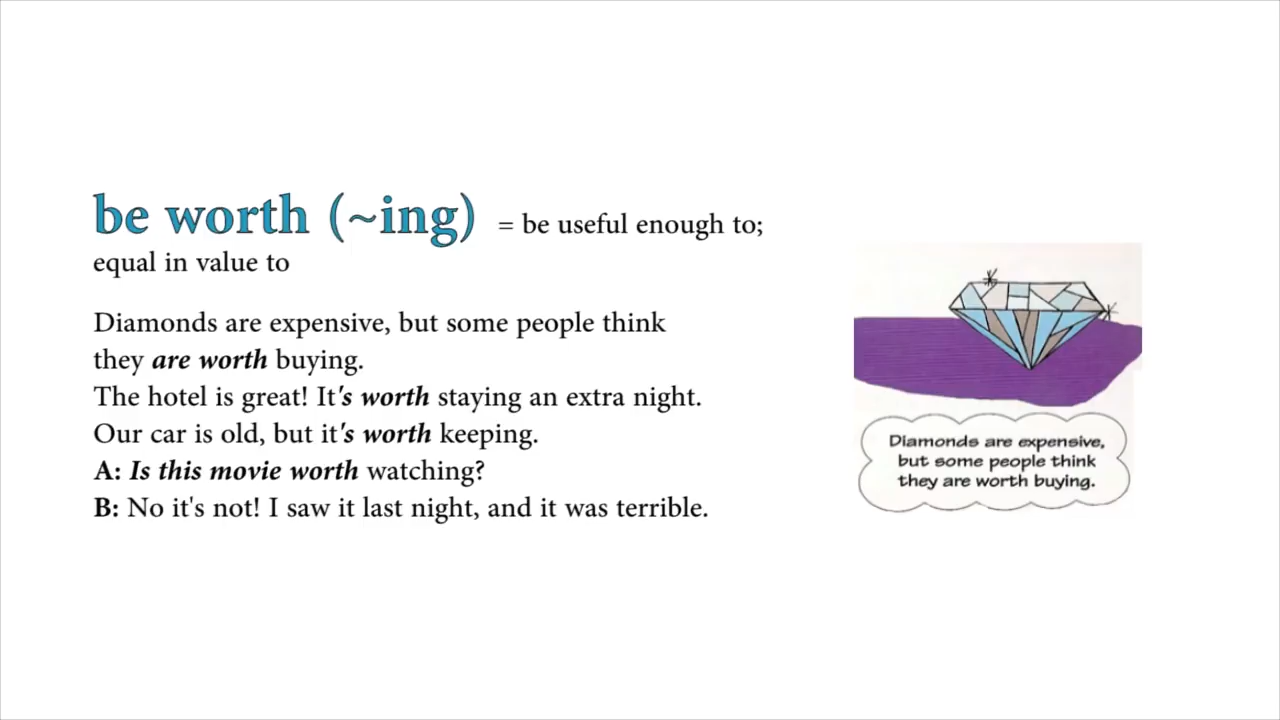 be worth (~ing) = be useful enough to;
equal in value to
Diamonds are expensive, but some people think
they are worth buying.
The hotel is great! It's worth staying an extra night.
Our car is old, but it's worth keeping.
A: Is this movie worth watching?
B: No it's not! I saw it last night, and it was terrible.
Diamonds are expensive,
but some people think
they are worth buying.